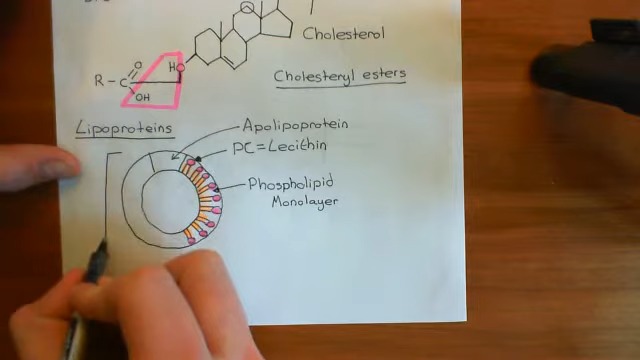 Cholesterol
HO
O
R-C
OH
Cholesteryl esters
Lipoproteins
Apolipoprotein
PC=Lecithin
Phospholipid
Monolayer